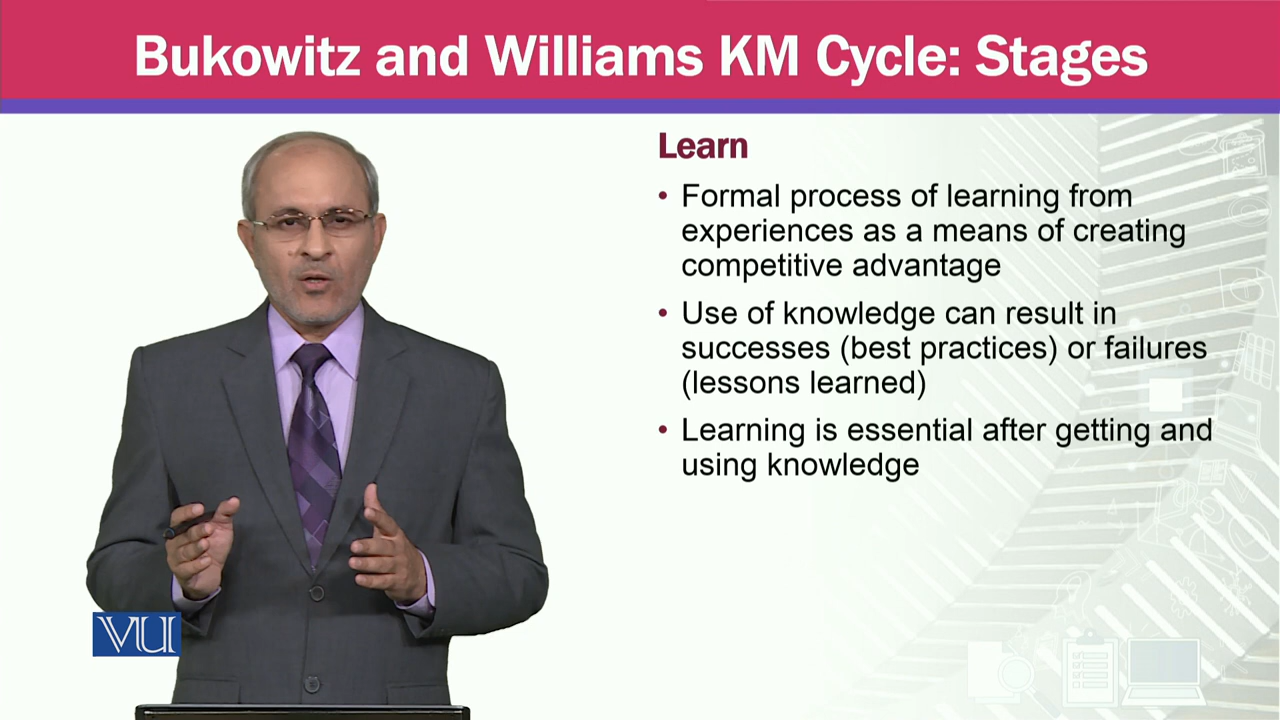 Bukowitz and Williams KM Cycle: Stages
Learn
• Formal process of learning from
experiences as a means of creating
competitive advantage
• Use of knowledge can result in
successes (best practices) or failures
(lessons learned)
• Learning is essential after getting and
using knowledge
VU